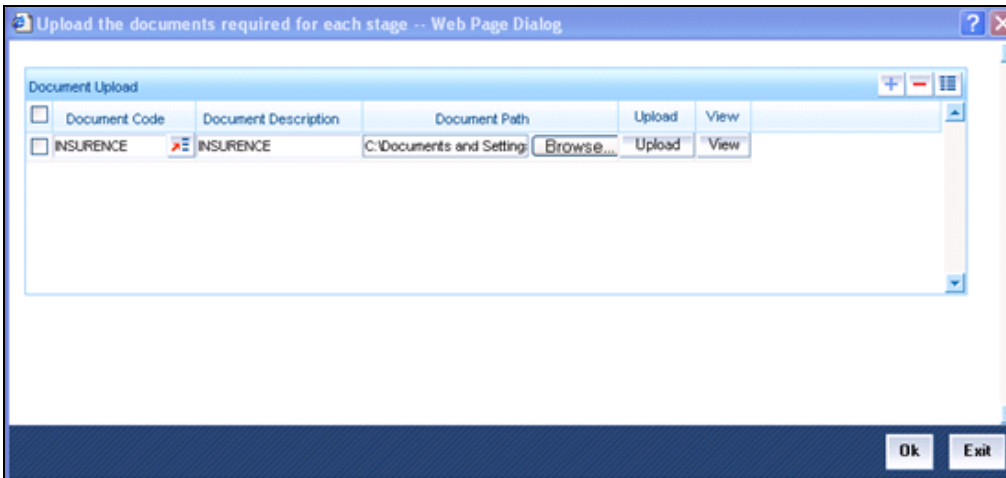 Upload the documents required for each stage -- Web Page Dialog
Document Upload
Document Code Document Description Document Path Upload View
INSURENCE INSURENCE C:\Documents and Setting Browse... Upload View
Ok Exit